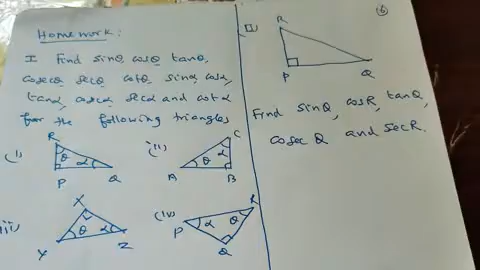 Homework:
I Find sinθ, cosθ, tanθ,
cosecθ, secθ, cotθ, sinα, cosα,
tanα, cosecα, secα and cotα
for the following triangles
(i)
R
θ
α
P
Q
(ii)
C
θ
α
A
B
(iii)
X
θ
α
Y
Z
(iv)
R
P
α
θ
Q
6
II
R
P
Q
Find sinQ, cosR, tanQ,
cosec Q and secR.